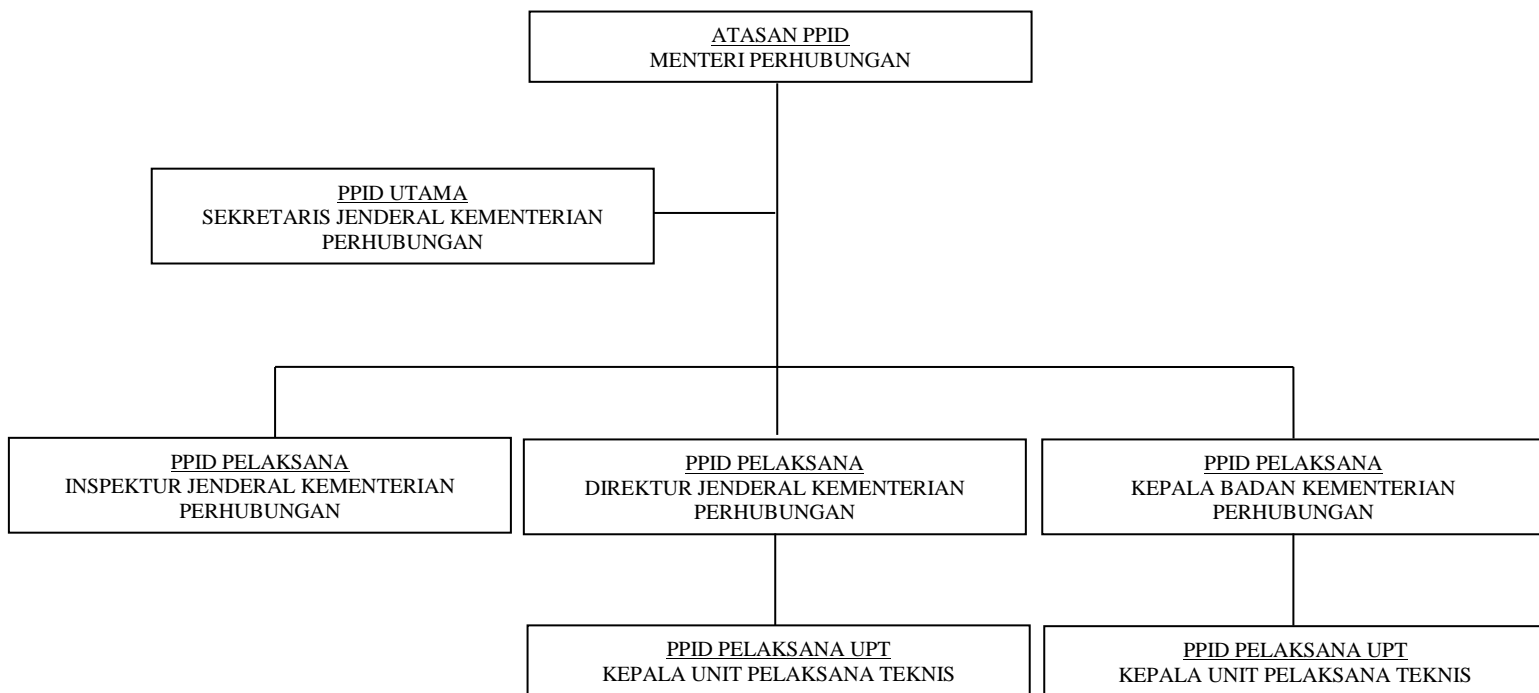 ATASAN PPID
MENTERI PERHUBUNGAN
PPID UTAMA
SEKRETARIS JENDERAL KEMENTERIAN
PERHUBUNGAN
PPID PELAKSANA
INSPEKTUR JENDERAL KEMENTERIAN
PERHUBUNGAN
PPID PELAKSANA
DIREKTUR JENDERAL KEMENTERIAN
PERHUBUNGAN
PPID PELAKSANA
KEPALA BADAN KEMENTERIAN
PERHUBUNGAN
PPID PELAKSANA UPT
KEPALA UNIT PELAKSANA TEKNIS
PPID PELAKSANA UPT
KEPALA UNIT PELAKSANA TEKNIS